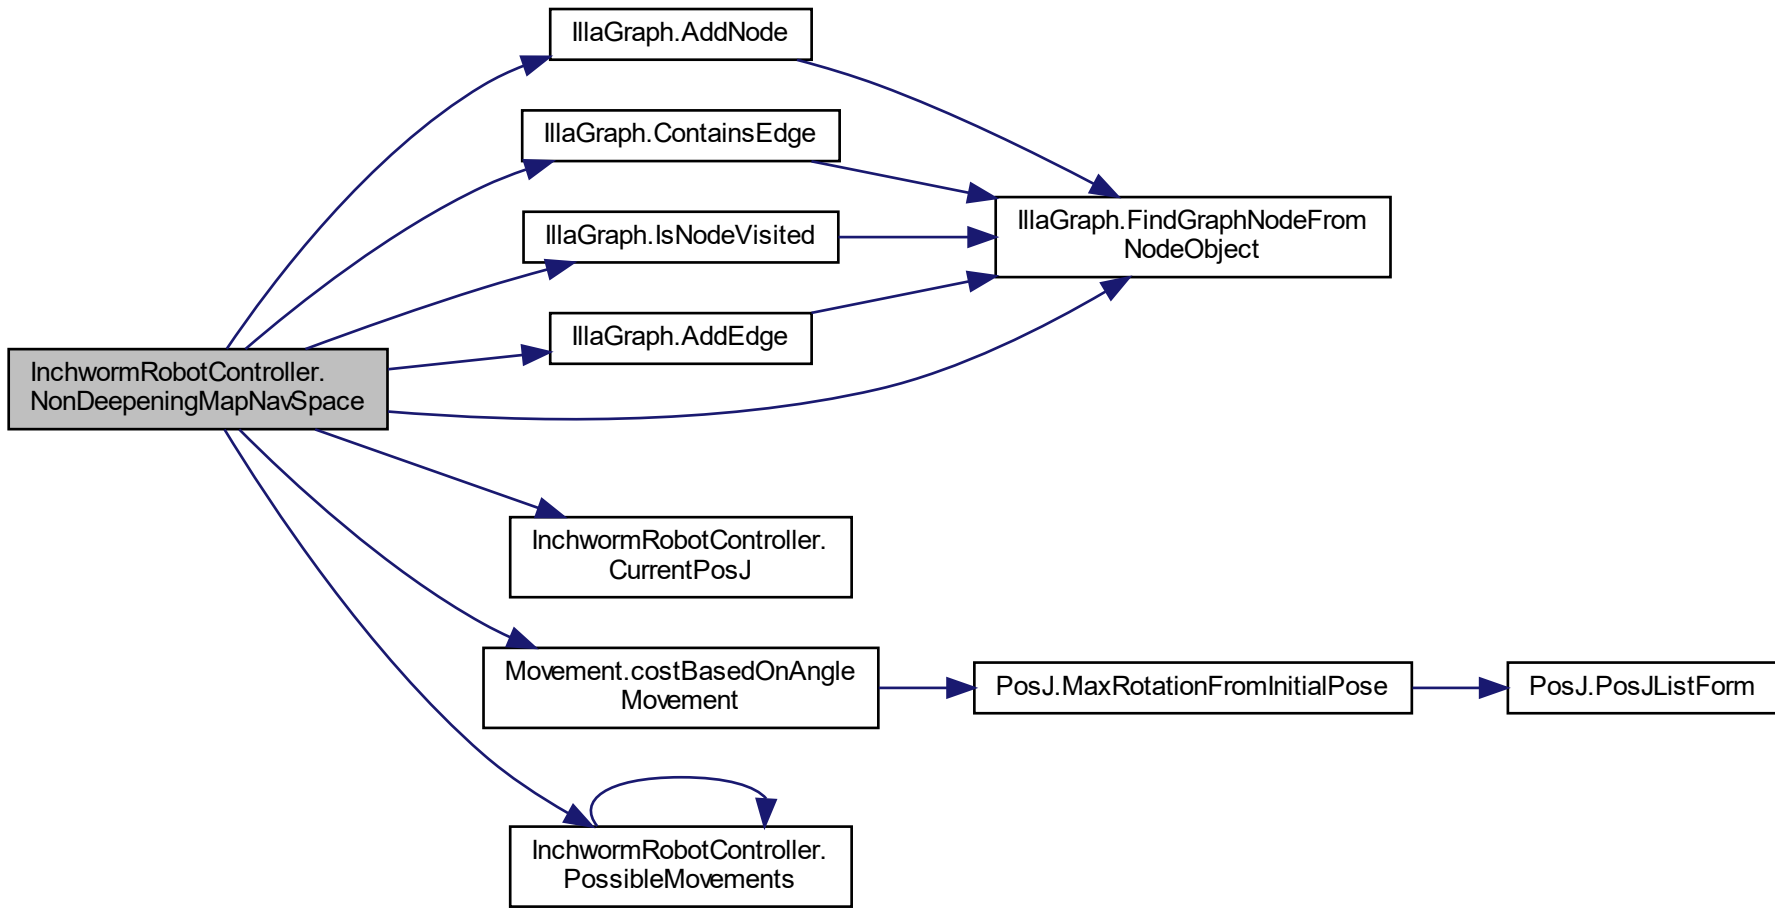 IllaGraph.AddNode
IllaGraph.ContainsEdge
IllaGraph.IsNodeVisited
IllaGraph.FindGraphNodeFrom
NodeObject
IllaGraph.AddEdge
InchwormRobotController.
NonDeepeningMapNavSpace
InchwormRobotController.
CurrentPosJ
Movement.costBasedOnAngle
Movement
PosJ.MaxRotationFromInitialPose
PosJ.PosJListForm
InchwormRobotController.
PossibleMovements